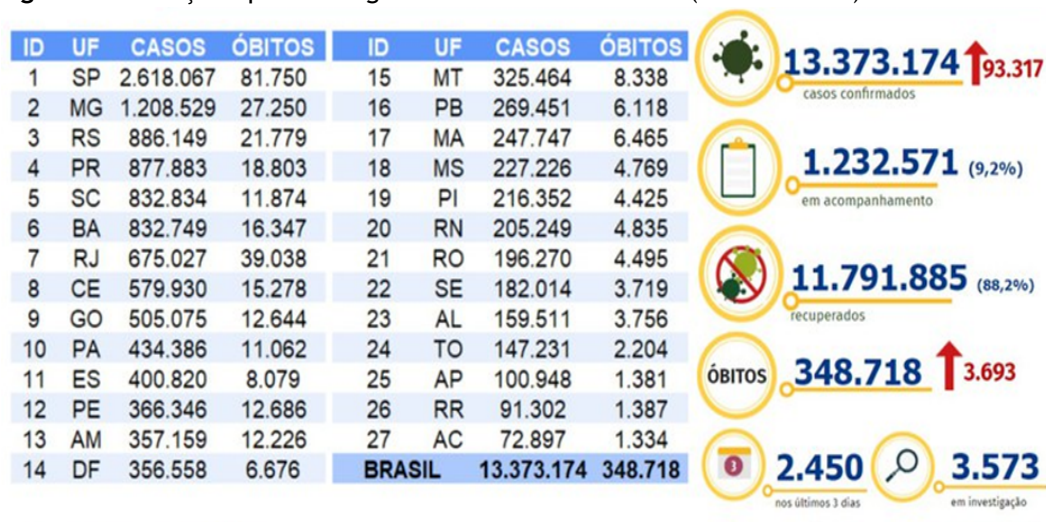 ID UF CASOS ÓBITOS ID UF CASOS ÓBITOS
1 SP 2.618.067 81.750 15 MT 325.464 8.338
2 MG 1.208.529 27.250 16 PB 269.451 6.118
3 RS 886.149 21.779 17 MA 247.747 6.465
4 PR 877.883 18.803 18 MS 227.226 4.769
5 SC 832.834 11.874 19 PI 216.352 4.425
6 BA 832.749 16.347 20 RN 205.249 4.835
7 RJ 675.027 39.038 21 RO 196.270 4.495
8 CE 579.930 15.278 22 SE 182.014 3.719
9 GO 505.075 12.644 23 AL 159.511 3.756
10 PA 434.386 11.062 24 TO 147.231 2.204
11 ES 400.820 8.079 25 AP 100.948 1.381
12 PE 366.346 12.686 26 RR 91.302 1.387
13 AM 357.159 12.226 27 AC 72.897 1.334
14 DF 356.558 6.676 BRASIL 13.373.174 348.718
13.373.174 93.317
casos confirmados
1.232.571 (9,2%)
em acompanhamento
11.791.885 (88,2%)
recuperados
ÓBITOS 348.718 3.693
3 2.450 3.573
nos últimos 3 dias em investigação